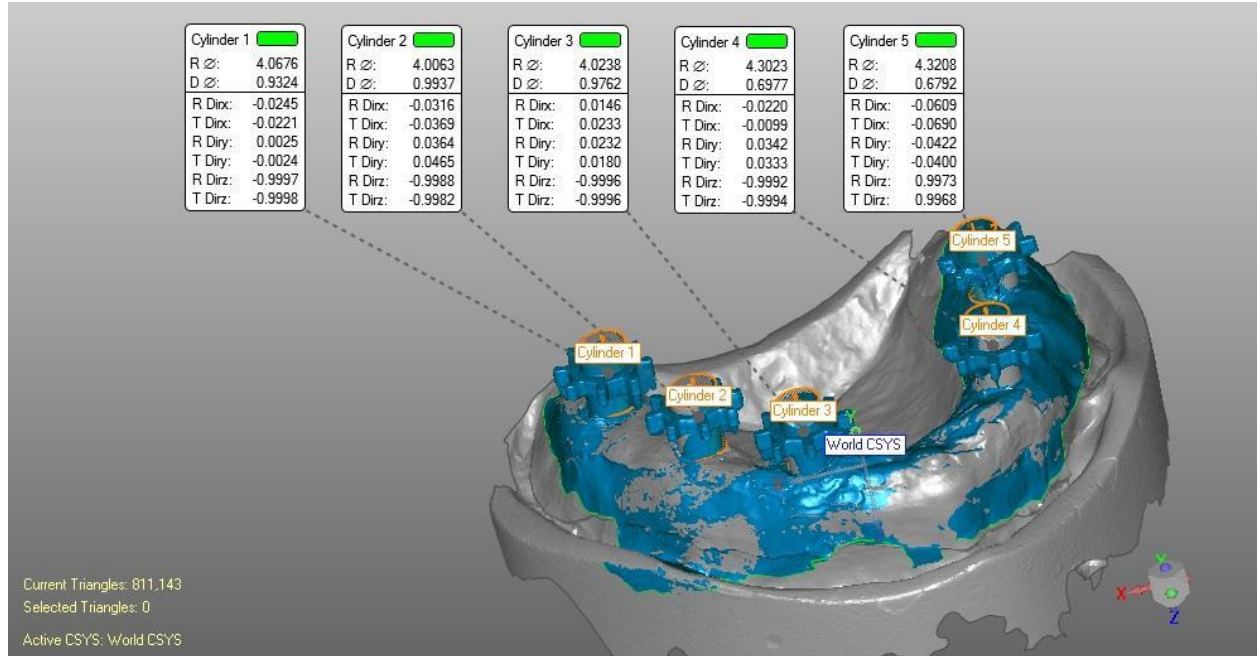 Cylinder 1
R Ø: 4.0676
D Ø: 0.9324
R Dirx: -0.0245
T Dirx: -0.0221
R Diry: 0.0025
T Diry: -0.0024
R Dirz: -0.9997
T Dirz: -0.9998
Cylinder 2
R Ø: 4.0063
D Ø: 0.9937
R Dirx: -0.0316
T Dirx: -0.0369
R Diry: 0.0364
T Diry: 0.0465
R Dirz: -0.9988
T Dirz: -0.9982
Cylinder 3
R Ø: 4.0238
D Ø: 0.9762
R Dirx: 0.0146
T Dirx: 0.0233
R Diry: 0.0232
T Diry: 0.0180
R Dirz: -0.9996
T Dirz: -0.9996
Cylinder 4
R Ø: 4.3023
D Ø: 0.6977
R Dirx: -0.0220
T Dirx: -0.0099
R Diry: 0.0342
T Diry: 0.0333
R Dirz: -0.9992
T Dirz: -0.9994
Cylinder 5
R Ø: 4.3208
D Ø: 0.6792
R Dirx: -0.0609
T Dirx: -0.0690
R Diry: -0.0422
T Diry: -0.0400
R Dirz: 0.9973
T Dirz: 0.9968
Cylinder 5
Cylinder 4
Cylinder 1
Cylinder 2
Cylinder 3
Y
World CSYS
Current Triangles: 811,143
Selected Triangles: 0
Active CSYS: World CSYS
Y
X
Z